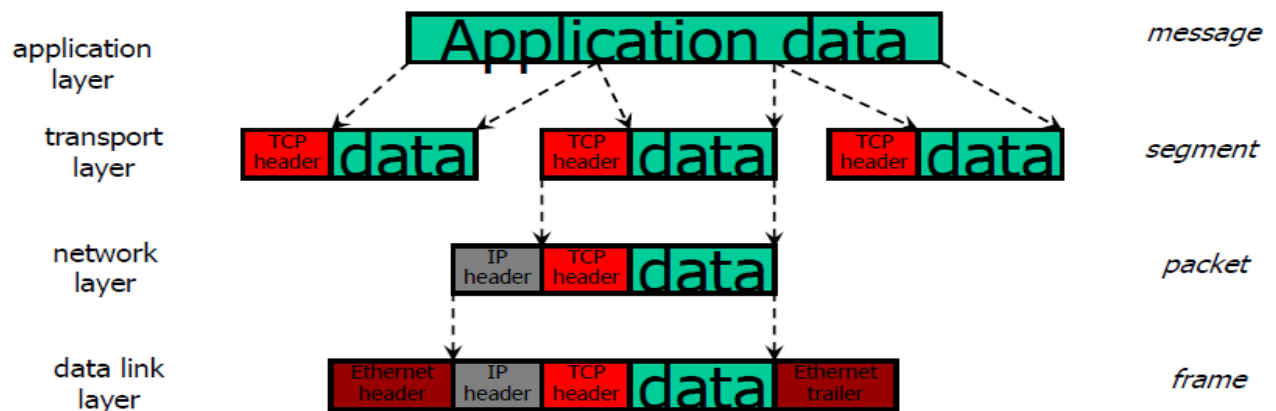 application
layer
Application data
message
transport
layer
TCP
header
data
TCP
header
data
TCP
header
data
segment
network
layer
IP
header
TCP
header
data
packet
data link
layer
Ethernet
header
IP
header
TCP
header
data
Ethernet
trailer
frame